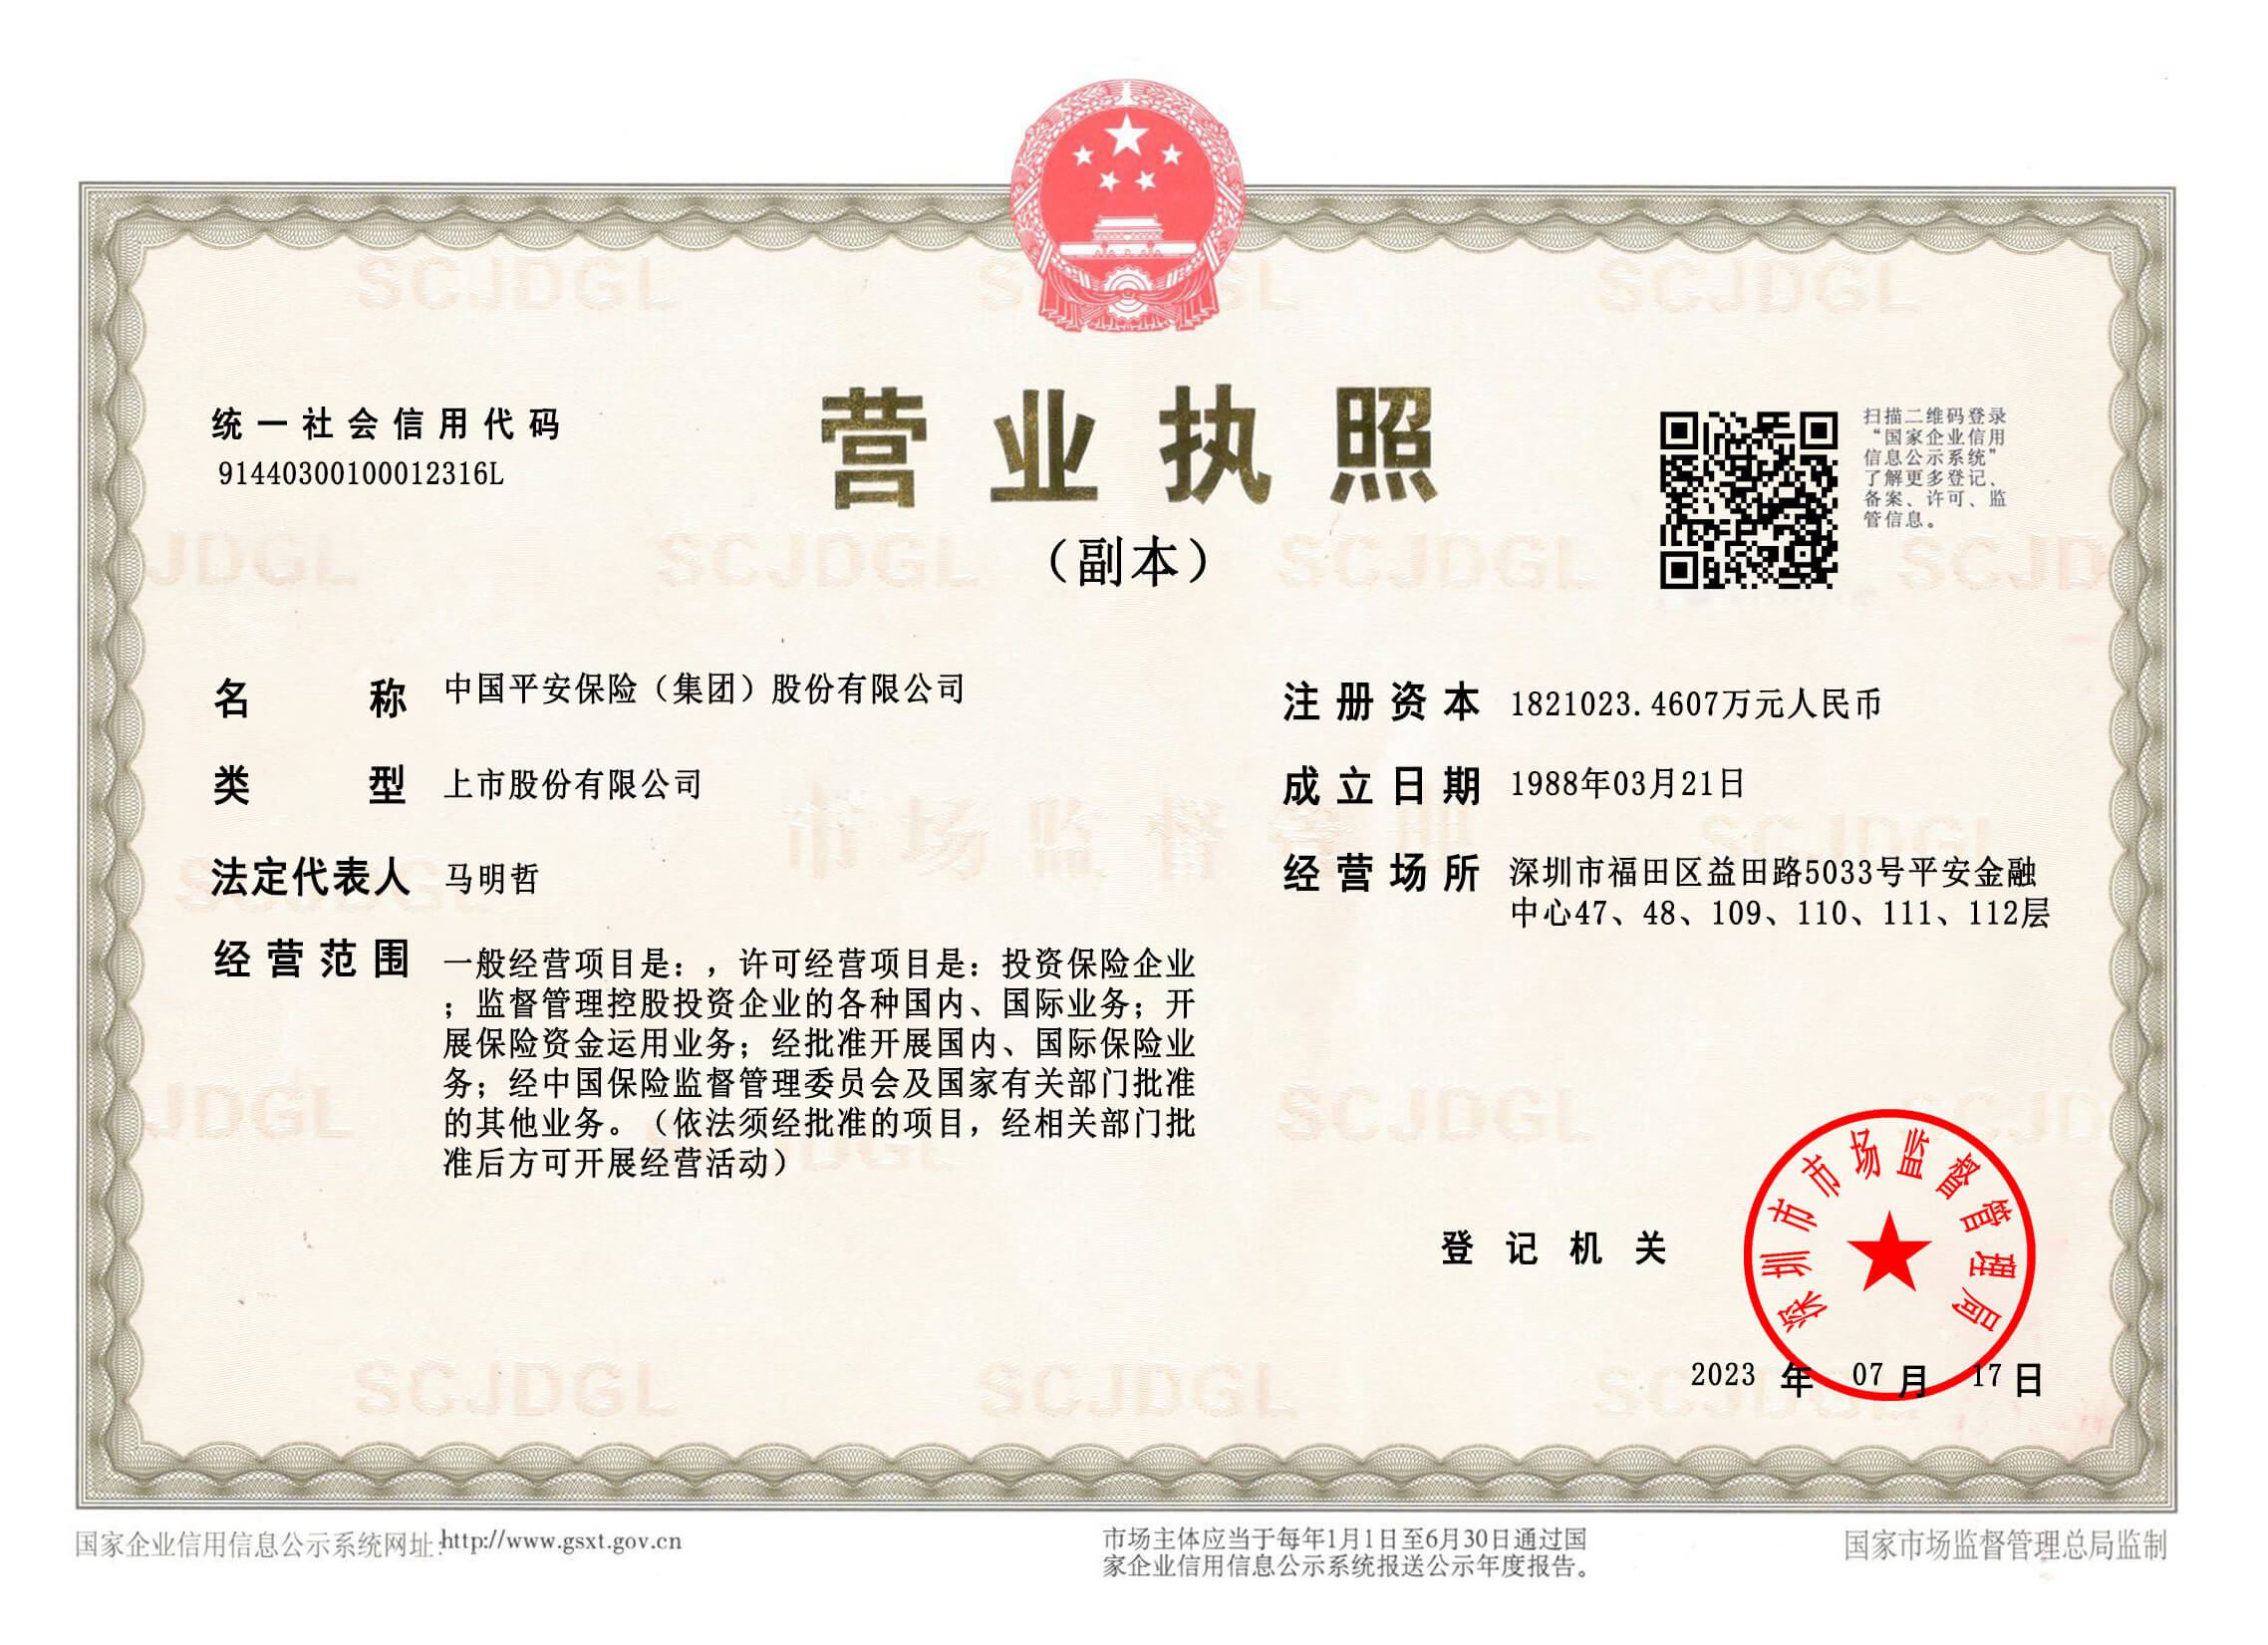 统一社会信用代码
91440300100012316L
营业执照
（副本）
扫描二维码登录
“国家企业信用
信息公示系统”
了解更多登记、
备案、许可、监
管信息。
名称 中国平安保险（集团）股份有限公司
类型 上市股份有限公司
法定代表人 马明哲
经营范围 一般经营项目是：，许可经营项目是：投资保险企业
；监督管理控股投资企业的各种国内、国际业务；开
展保险资金运用业务；经批准开展国内、国际保险业
务；经中国保险监督管理委员会及国家有关部门批准
的其他业务。（依法须经批准的项目，经相关部门批
准后方可开展经营活动）
注册资本 1821023.4607万元人民币
成立日期 1988年03月21日
经营场所 深圳市福田区益田路5033号平安金融
中心47、48、109、110、111、112层
登记机关
深圳市市场监督管理局
2023 年 07 月 17 日
SCJDGL
SCJDGL
SCJDGL
SCJDGL
市场监督管理
国家企业信用信息公示系统网址:http://www.gsxt.gov.cn
市场主体应当于每年1月1日至6月30日通过国
家企业信用信息公示系统报送公示年度报告。
国家市场监督管理总局监制